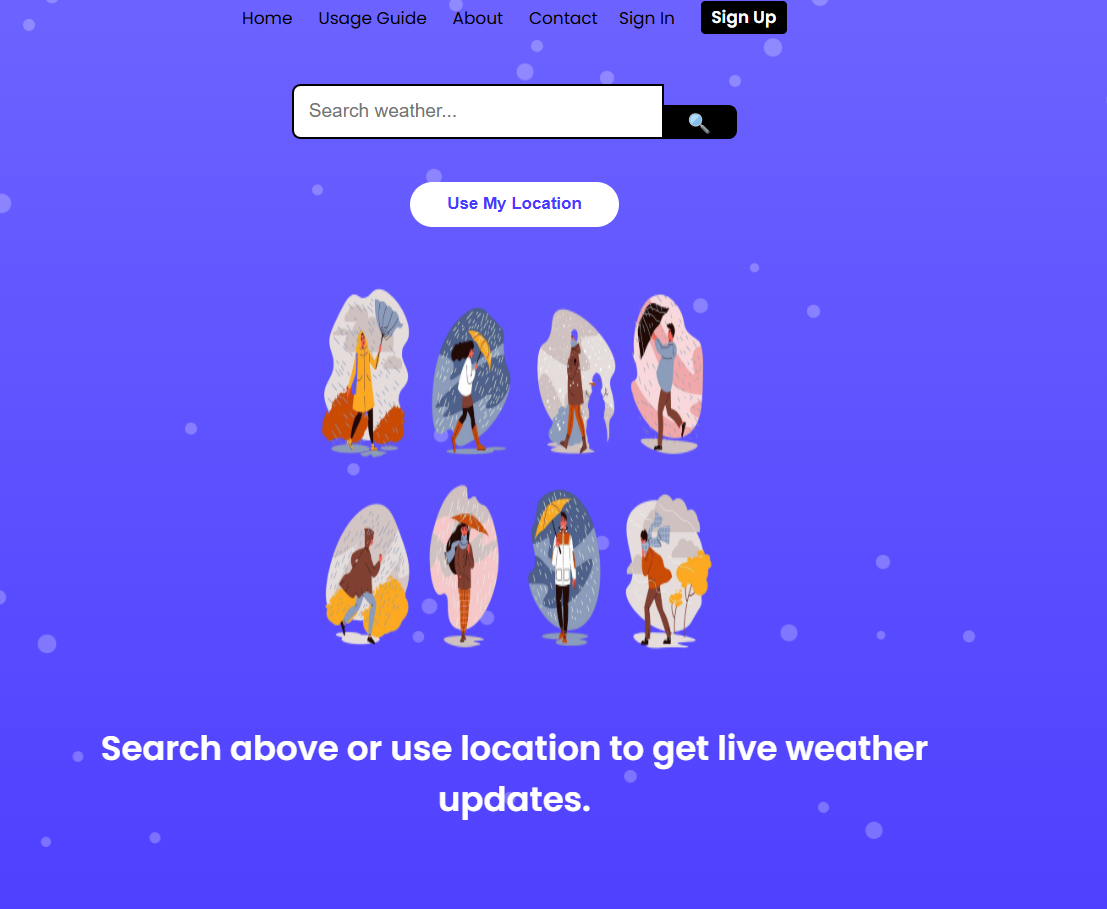 Home Usage Guide About Contact Sign In Sign Up
Search weather...
Use My Location
Search above or use location to get live weather
updates.